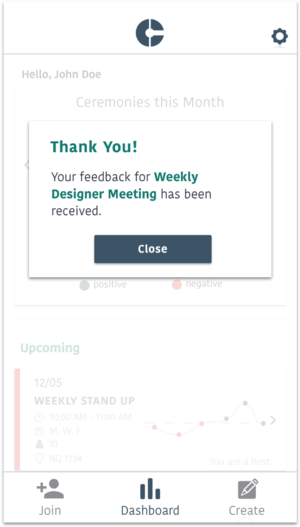 Hello, John Doe
Ceremonies this Month
Thank You!
Your feedback for Weekly
Designer Meeting has been
received.
Close
positive
negative
Upcoming
12/05
WEEKLY STAND UP
10:00 AM - 11:00 AM
M, W, F
16
NQ 1234
You are a host.
Join
Dashboard
Create